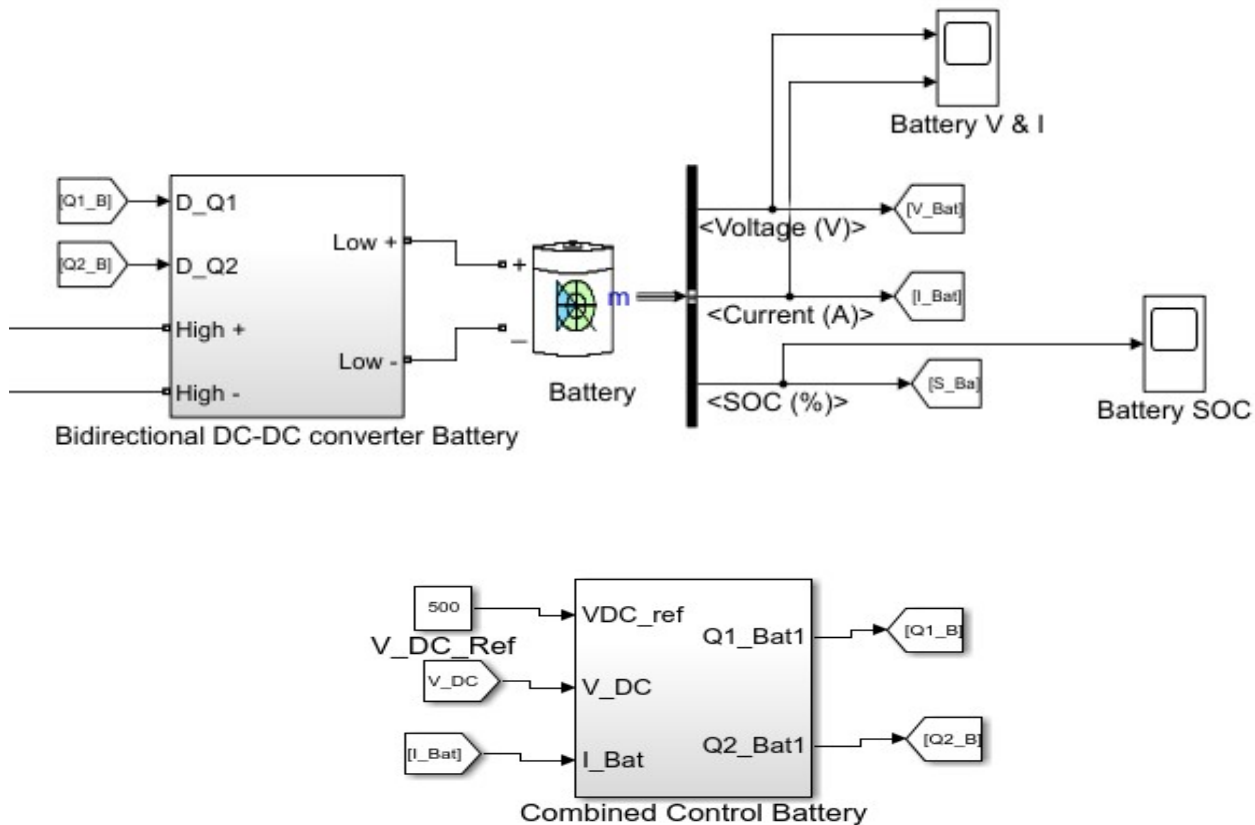 Battery V & I
[Q1_B]
D_Q1
[V_Bat]
Low +
<Voltage (V)>
[Q2_B]
D_Q2
+
m
[I_Bat]
High +
<Current (A)>
_
Low -
High -
Battery
[S_Ba]
<SOC (%)>
Battery SOC
Bidirectional DC-DC converter Battery
500
VDC_ref
Q1_Bat1
[Q1_B]
V_DC_Ref
V_DC
V_DC
Q2_Bat1
[Q2_B]
[I_Bat]
I_Bat
Combined Control Battery